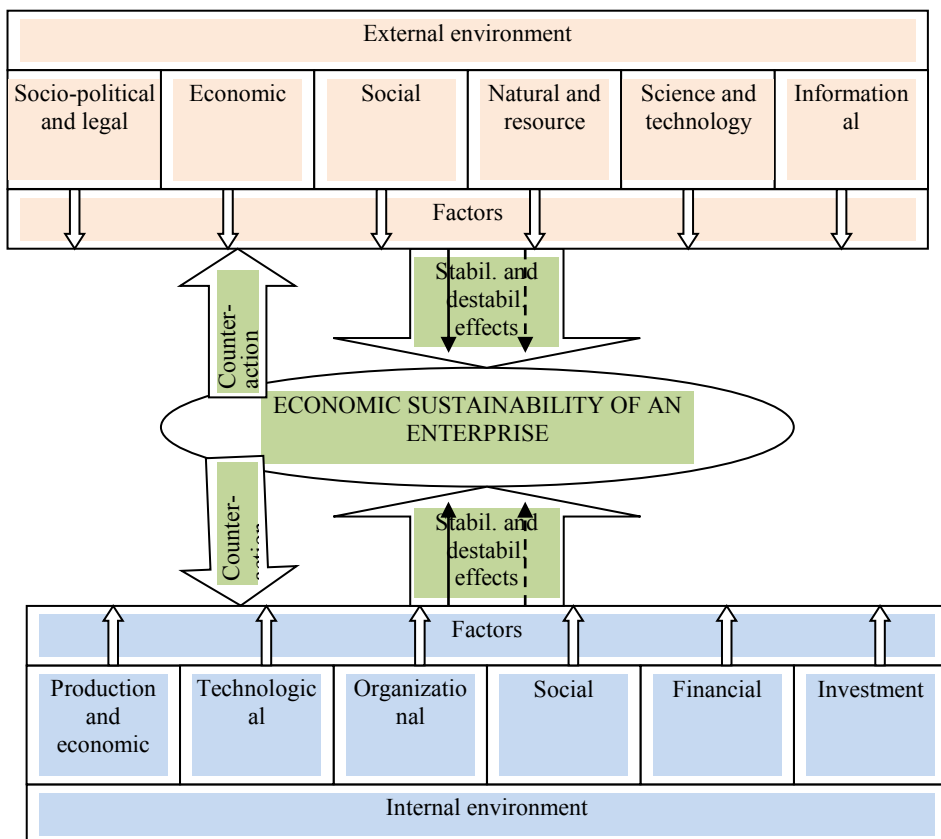 External environment
Socio-political
and legal
Economic
Social
Natural and
resource
Science and
technology
Information
al
Factors
Stabil. and
destabil.
effects
Counter-
action
ECONOMIC SUSTAINABILITY OF AN
ENTERPRISE
Counter-
action
Stabil. and
destabil.
effects
Factors
Production
and
economic
Technologic
al
Organizatio
nal
Social
Financial
Investment
Internal environment